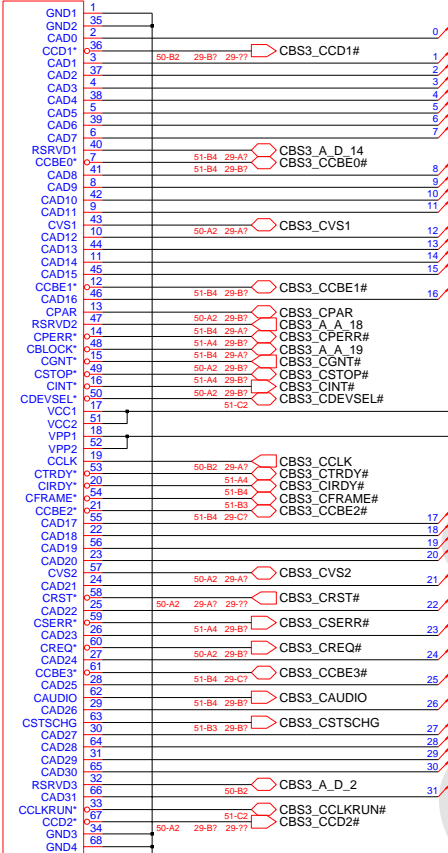 GND1 1
GND2 35
CAD0 2 0
CCD1* 36 50-B2 29-B? 29-?? CBS3_CCD1#
CAD1 3 1
CAD2 37 2
CAD3 4 3
CAD4 38 4
CAD5 5 5
CAD6 39 6
CAD7 6 7
RSRVD1 40 51-B4 29-A? CBS3_A_D_14
CCBE0* 7 51-B4 29-B? CBS3_CCBE0#
CAD8 41 8
CAD9 8 9
CAD10 42 10
CAD11 9 11
CVS1 43 50-A2 29-A? CBS3_CVS1
CAD12 10 12
CAD13 44 13
CAD14 11 14
CAD15 45 15
CCBE1* 12 51-B4 29-B? CBS3_CCBE1#
CAD16 46 16
CPAR 13 50-A2 29-B? CBS3_CPAR
RSRVD2 47 51-B4 29-A? CBS3_A_A_18
CPERR* 14 51-A4 29-B? CBS3_CPERR#
CBLOCK* 48 51-B4 29-A? CBS3_A_A_19
CGNT* 15 50-A2 29-B? CBS3_CGNT#
CSTOP* 49 51-A4 29-B? CBS3_CSTOP#
CINT* 16 50-A2 29-B? CBS3_CINT#
CDEVSEL* 50 51-C2 CBS3_CDEVSEL#
VCC1 17
VCC2 51
VPP1 18
VPP2 52
CCLK 19 50-B2 29-A? CBS3_CCLK
CTRDY* 53 51-A4 CBS3_CTRDY#
CIRDY* 20 51-B4 CBS3_CIRDY#
CFRAME* 54 51-B3 CBS3_CFRAME#
CCBE2* 21 51-B4 29-C? CBS3_CCBE2#
CAD17 55 17
CAD18 22 18
CAD19 56 19
CAD20 23 20
CVS2 57 50-A2 29-A? CBS3_CVS2
CAD21 24 21
CRST* 58 50-A2 29-A? 29-?? CBS3_CRST#
CAD22 25 22
CSERR* 59 51-A4 29-B? CBS3_CSERR#
CAD23 26 23
CREQ* 60 50-A2 29-B? CBS3_CREQ#
CAD24 27 24
CCBE3* 61 51-B4 29-C? CBS3_CCBE3#
CAD25 28 25
CAUDIO 62 51-B4 29-B? CBS3_CAUDIO
CAD26 29 26
CSTSCHG 63 51-B3 29-B? CBS3_CSTSCHG
CAD27 30 27
CAD28 64 28
CAD29 31 29
CAD30 65 30
RSRVD3 32 50-B2 CBS3_A_D_2
CAD31 66 31
CCLKRUN* 33 51-C2 CBS3_CCLKRUN#
CCD2* 67 50-A2 29-B? 29-?? CBS3_CCD2#
GND3 34
GND4 68